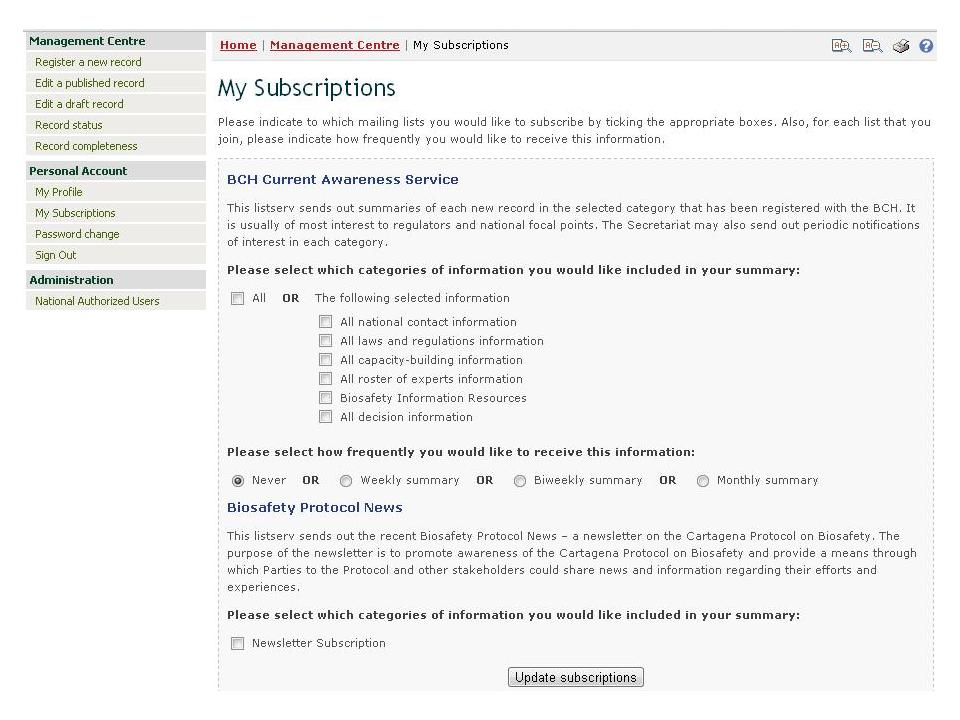 Management Centre
Register a new record
Edit a published record
Edit a draft record
Record status
Record completeness
Personal Account
My Profile
My Subscriptions
Password change
Sign Out
Administration
National Authorized Users
Home | Management Centre | My Subscriptions
My Subscriptions
Please indicate to which mailing lists you would like to subscribe by ticking the appropriate boxes. Also, for each list that you
join, please indicate how frequently you would like to receive this information.
BCH Current Awareness Service
This listserv sends out summaries of each new record in the selected category that has been registered with the BCH. It
is usually of most interest to regulators and national focal points. The Secretariat may also send out periodic notifications
of interest in each category.
Please select which categories of information you would like included in your summary:
All OR The following selected information
All national contact information
All laws and regulations information
All capacity-building information
All roster of experts information
Biosafety Information Resources
All decision information
Please select how frequently you would like to receive this information:
Never OR Weekly summary OR Biweekly summary OR Monthly summary
Biosafety Protocol News
This listserv sends out the recent Biosafety Protocol News – a newsletter on the Cartagena Protocol on Biosafety. The
purpose of the newsletter is to promote awareness of the Cartagena Protocol on Biosafety and provide a means through
which Parties to the Protocol and other stakeholders could share news and information regarding their efforts and
experiences.
Please select which categories of information you would like included in your summary:
Newsletter Subscription
Update subscriptions